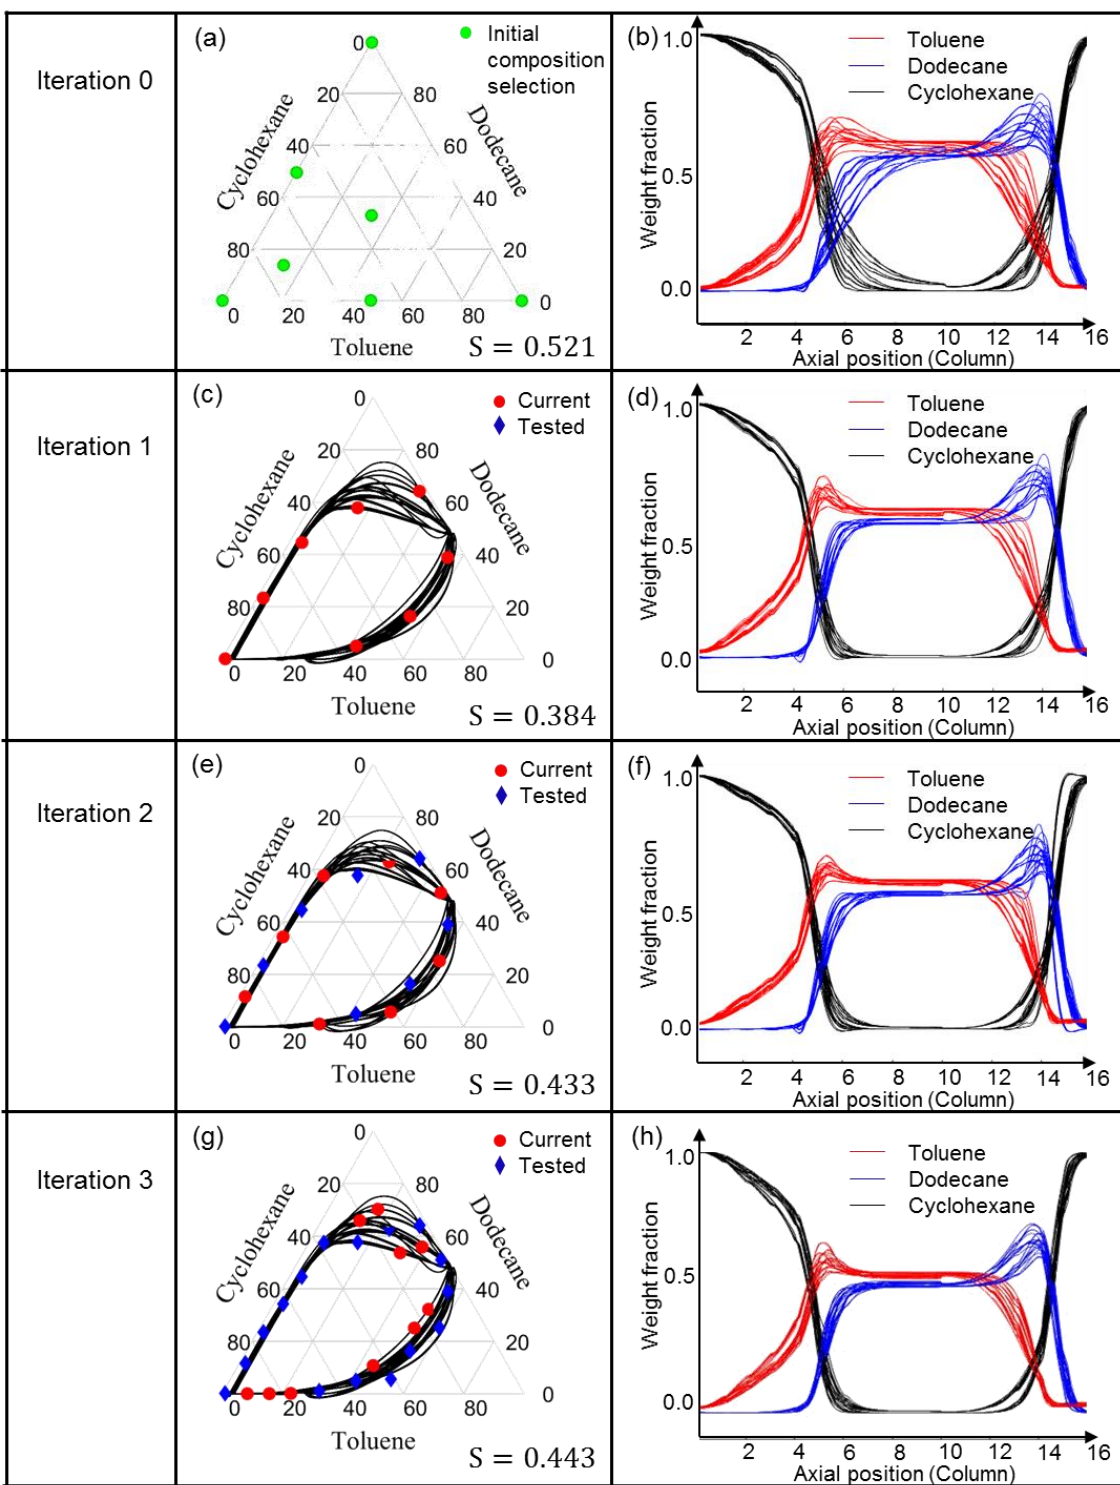 Iteration 0
(a)
Initial
composition
selection
0
20
80
40
60
60
40
80
20
0
0
20
40
60
80
Cyclohexane
Dodecane
Toluene
S = 0.521
(b)
Toluene
Dodecane
Cyclohexane
1.0
0.5
0.0
Weight fraction
2 4 6 8 10 12 14 16
Axial position (Column)
Iteration 1
(c)
Current
Tested
0
20
80
40
60
60
40
80
20
0
0
20
40
60
80
Cyclohexane
Dodecane
Toluene
S = 0.384
(d)
Toluene
Dodecane
Cyclohexane
1.0
0.5
0.0
Weight fraction
2 4 6 8 10 12 14 16
Axial position (Column)
Iteration 2
(e)
Current
Tested
0
20
80
40
60
60
40
80
20
0
0
20
40
60
80
Cyclohexane
Dodecane
Toluene
S = 0.433
(f)
Toluene
Dodecane
Cyclohexane
1.0
0.5
0.0
Weight fraction
2 4 6 8 10 12 14 16
Axial position (Column)
Iteration 3
(g)
Current
Tested
0
20
80
40
60
60
40
80
20
0
0
20
40
60
80
Cyclohexane
Dodecane
Toluene
S = 0.443
(h)
Toluene
Dodecane
Cyclohexane
1.0
0.5
0.0
Weight fraction
2 4 6 8 10 12 14 16
Axial position (Column)